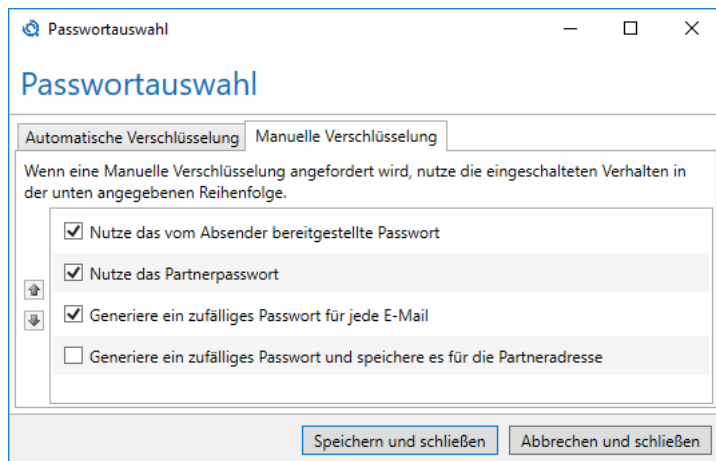 Passwortauswahl
Passwortauswahl
Automatische Verschlüsselung Manuelle Verschlüsselung
Wenn eine Manuelle Verschlüsselung angefordert wird, nutze die eingeschalteten Verhalten in
der unten angegebenen Reihenfolge.
Nutze das vom Absender bereitgestellte Passwort
Nutze das Partnerpasswort
Generiere ein zufälliges Passwort für jede E-Mail
Generiere ein zufälliges Passwort und speichere es für die Partneradresse
Speichern und schließen Abbrechen und schließen